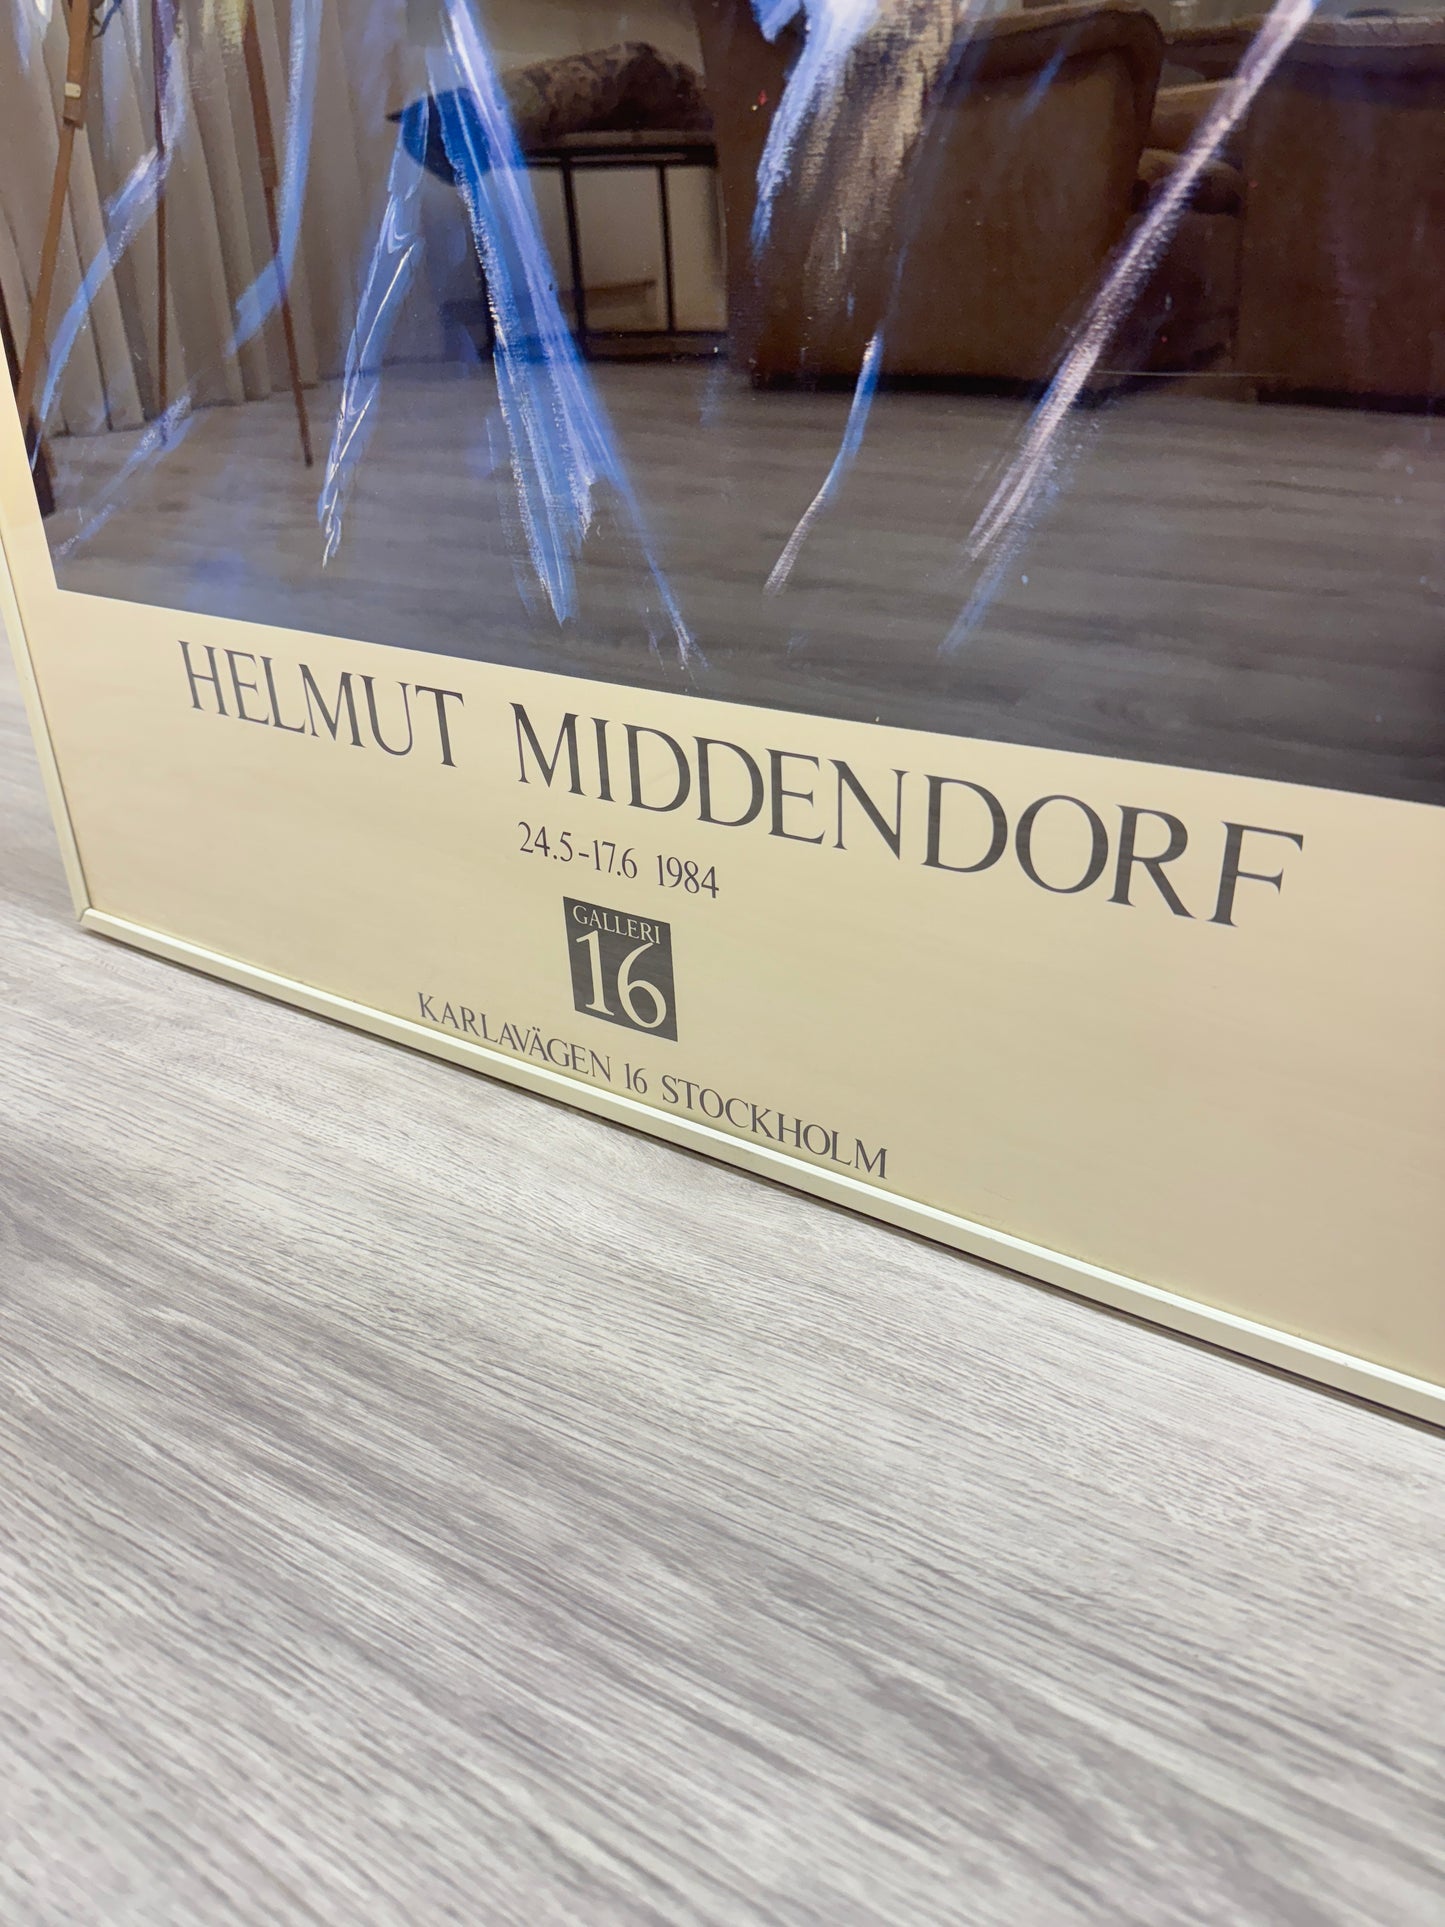 HELMUT MIDDENDORF
24.5-17.6 1984
GALLERI
16
KARLAVÄGEN 16 STOCKHOLM